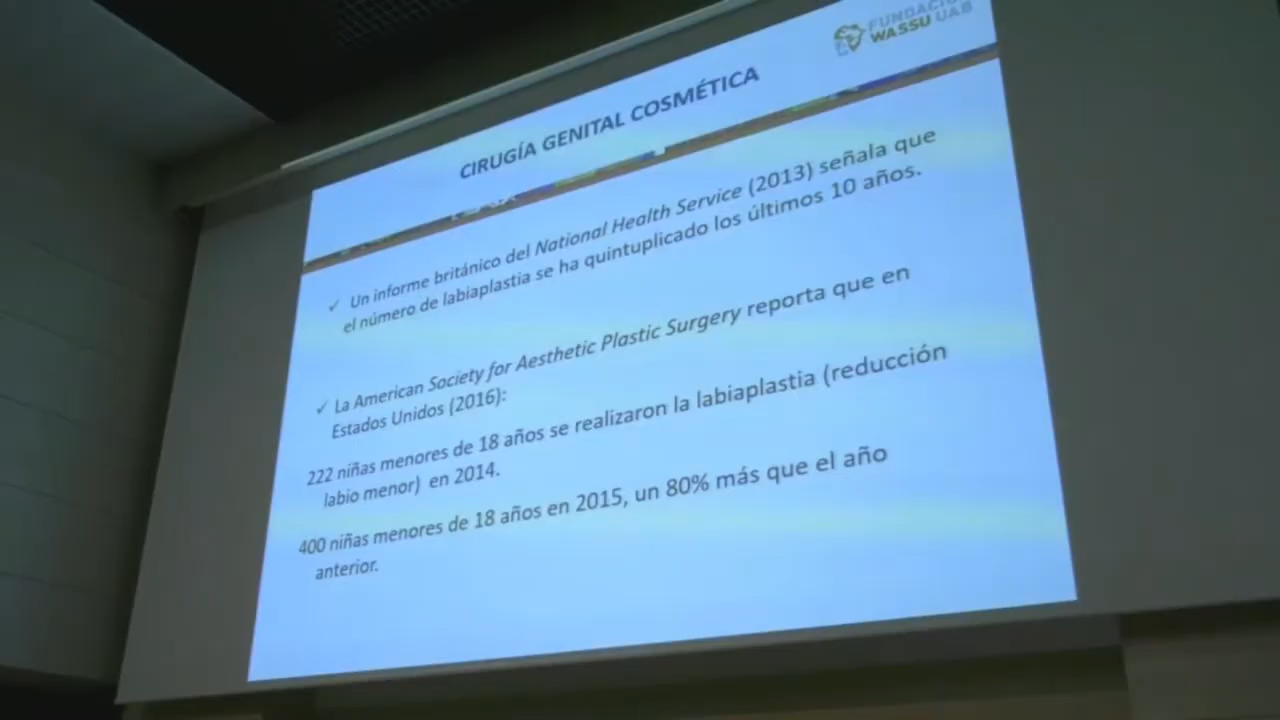 FUNDACIÓ
WASSU UAB
CIRUGÍA GENITAL COSMÉTICA
✓ Un informe británico del National Health Service (2013) señala que
el número de labiaplastia se ha quintuplicado los últimos 10 años.
✓ La American Society for Aesthetic Plastic Surgery reporta que en
Estados Unidos (2016):
222 niñas menores de 18 años se realizaron la labiaplastia (reducción
labio menor) en 2014.
400 niñas menores de 18 años en 2015, un 80% más que el año
anterior.